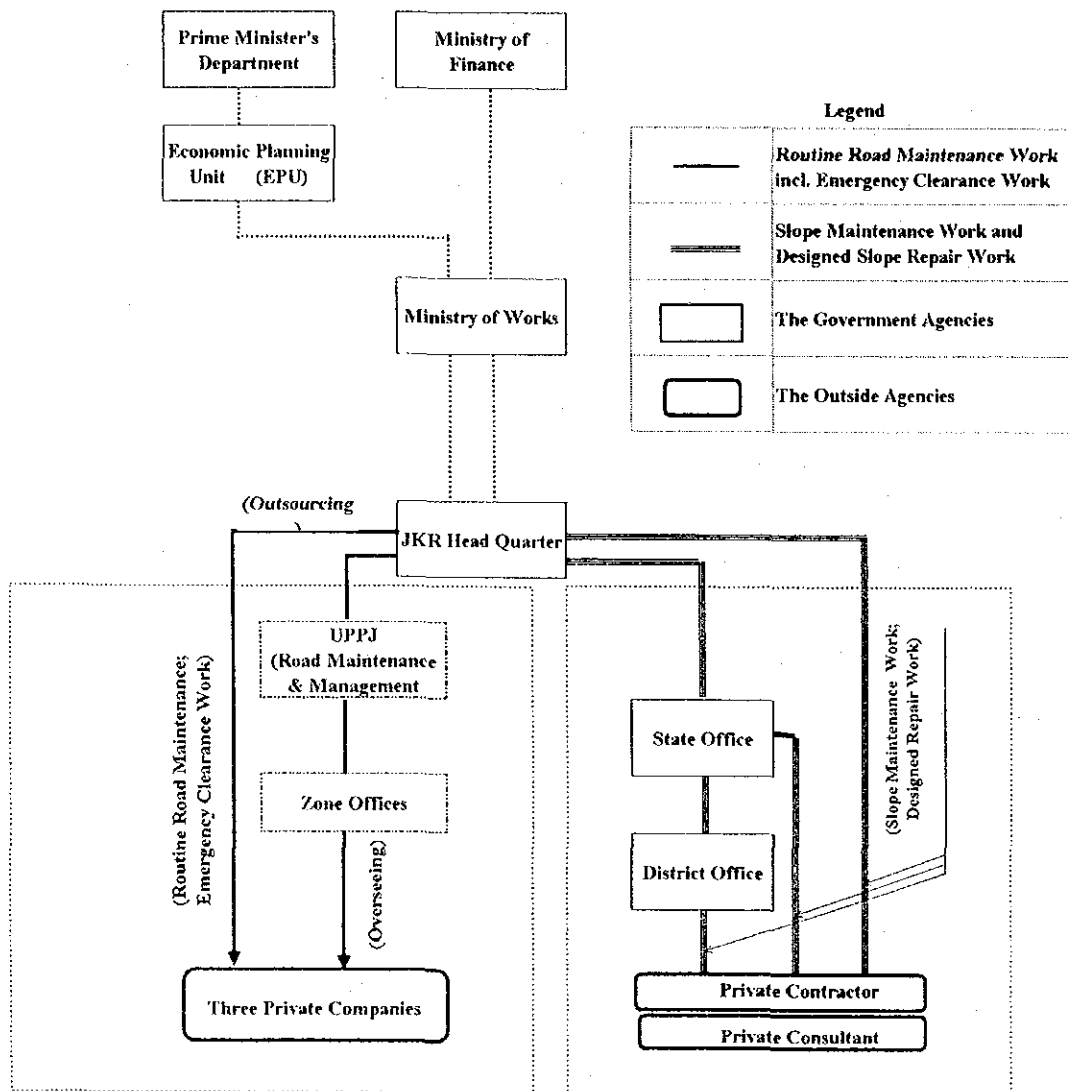 Prime Minister's
Department
Ministry of
Finance
Economic Planning
Unit (EPU)
Legend
Routine Road Maintenance Work
incl. Emergency Clearance Work
Slope Maintenance Work and
Designed Slope Repair Work
The Government Agencies
The Outside Agencies
Ministry of Works
(Outsourcing
JKR Head Quarter
UPPJ
(Road Maintenance
& Management
Zone Offices
(Routine Road Maintenance;
Emergency Clearance Work)
(Overseeing)
Three Private Companies
State Office
District Office
(Slope Maintenance Work;
Designed Repair Work)
Private Contractor
Private Consultant